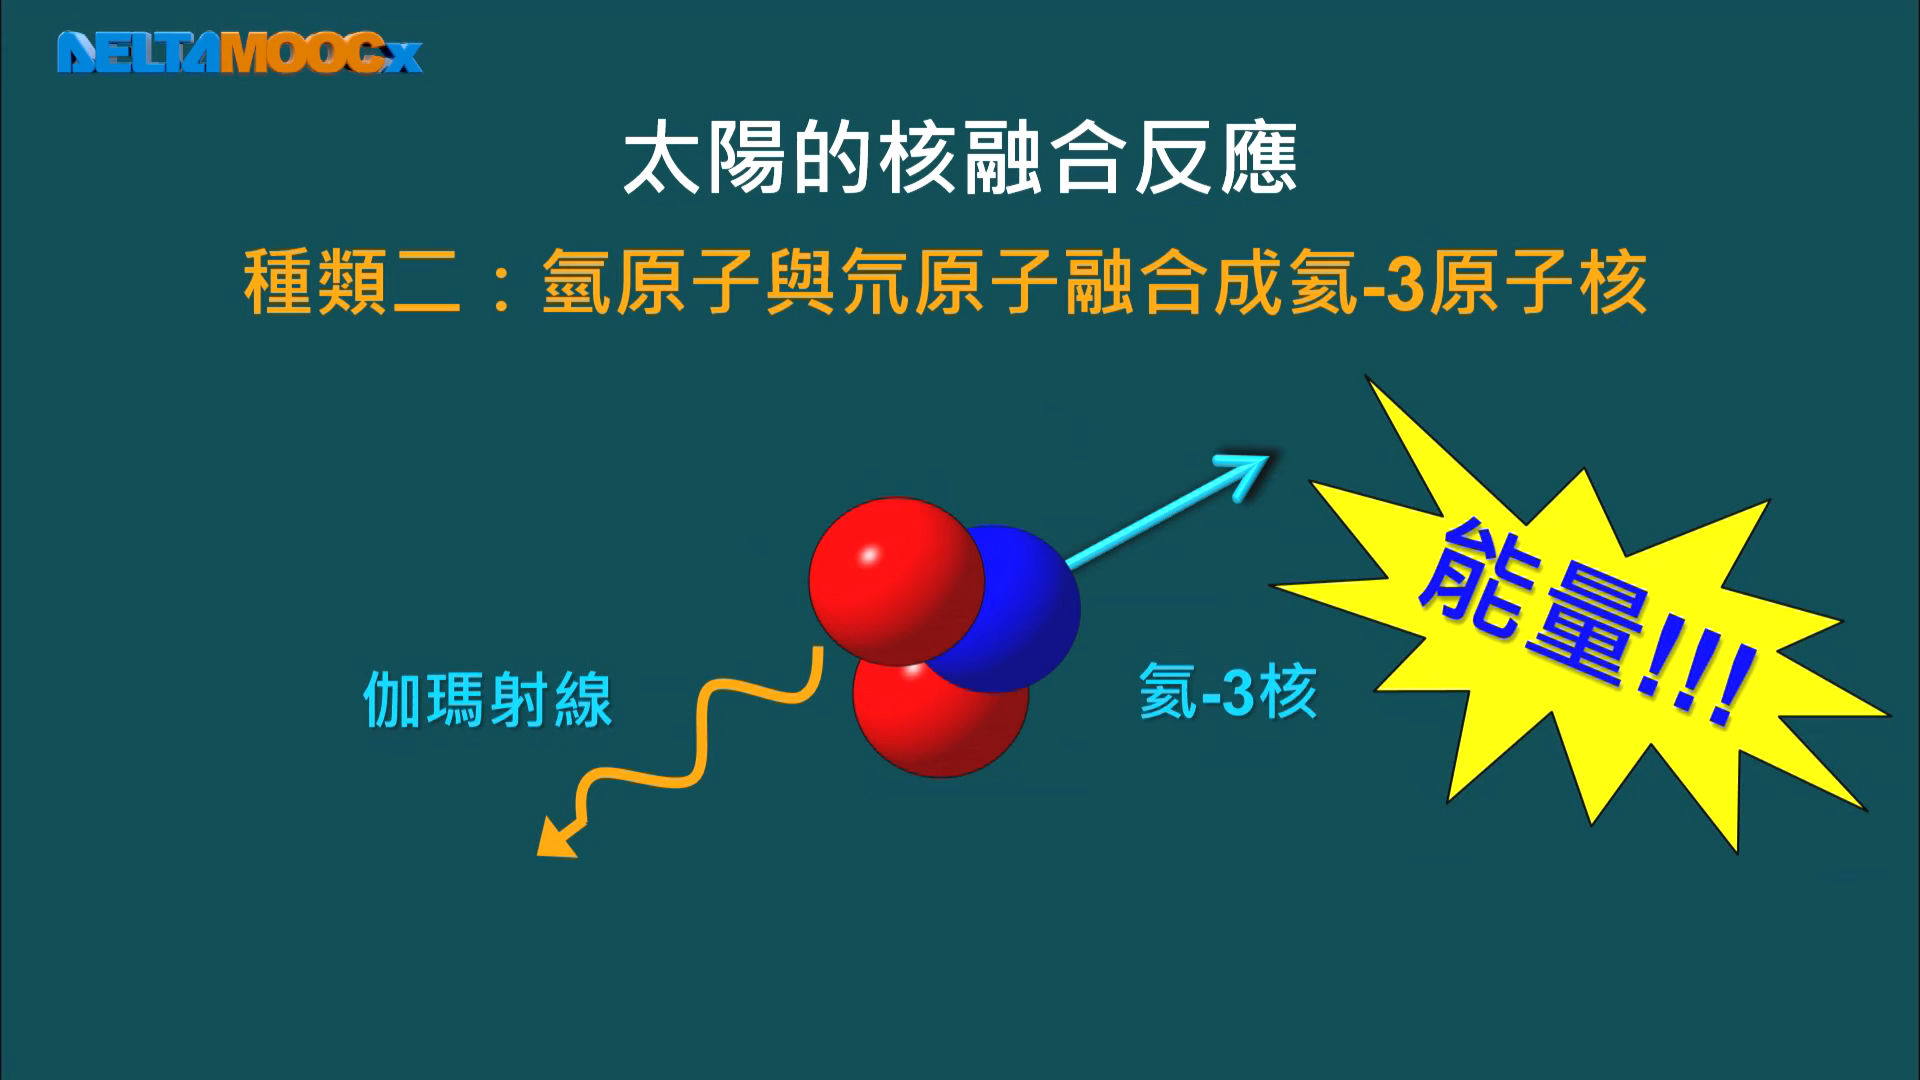 DELTAMOOCx
太陽的核融合反應
種類二：氫原子與氘原子融合成氦-3原子核
能量!!!
伽瑪射線
氦-3核